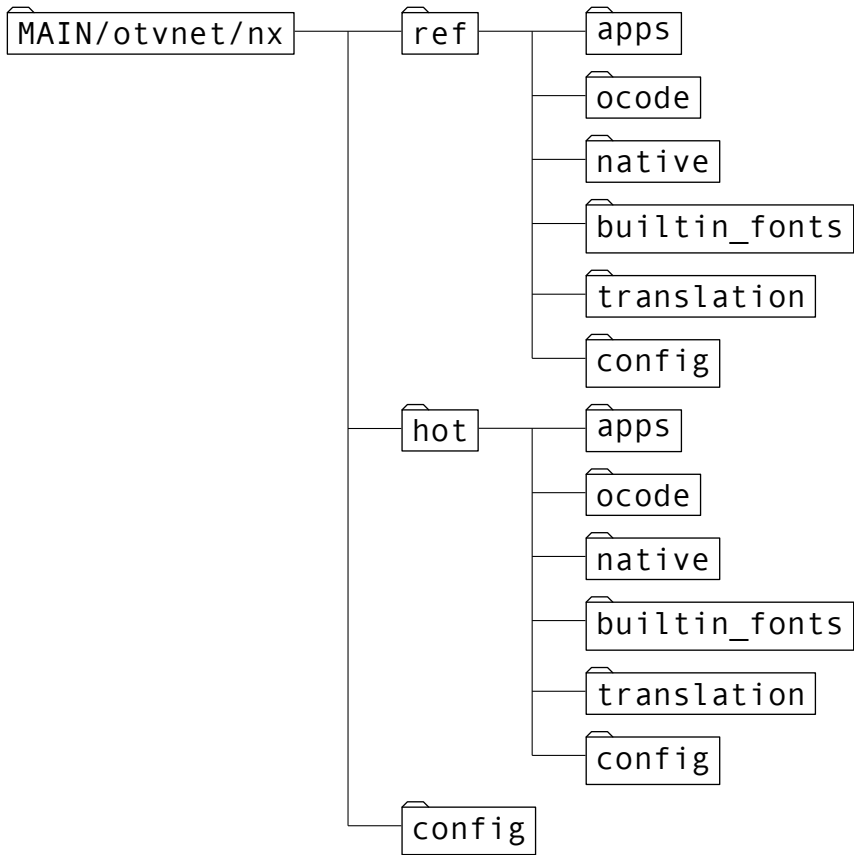 MAIN/otvnet/nx
ref
apps
ocode
native
builtin_fonts
translation
config
hot
apps
ocode
native
builtin_fonts
translation
config
config